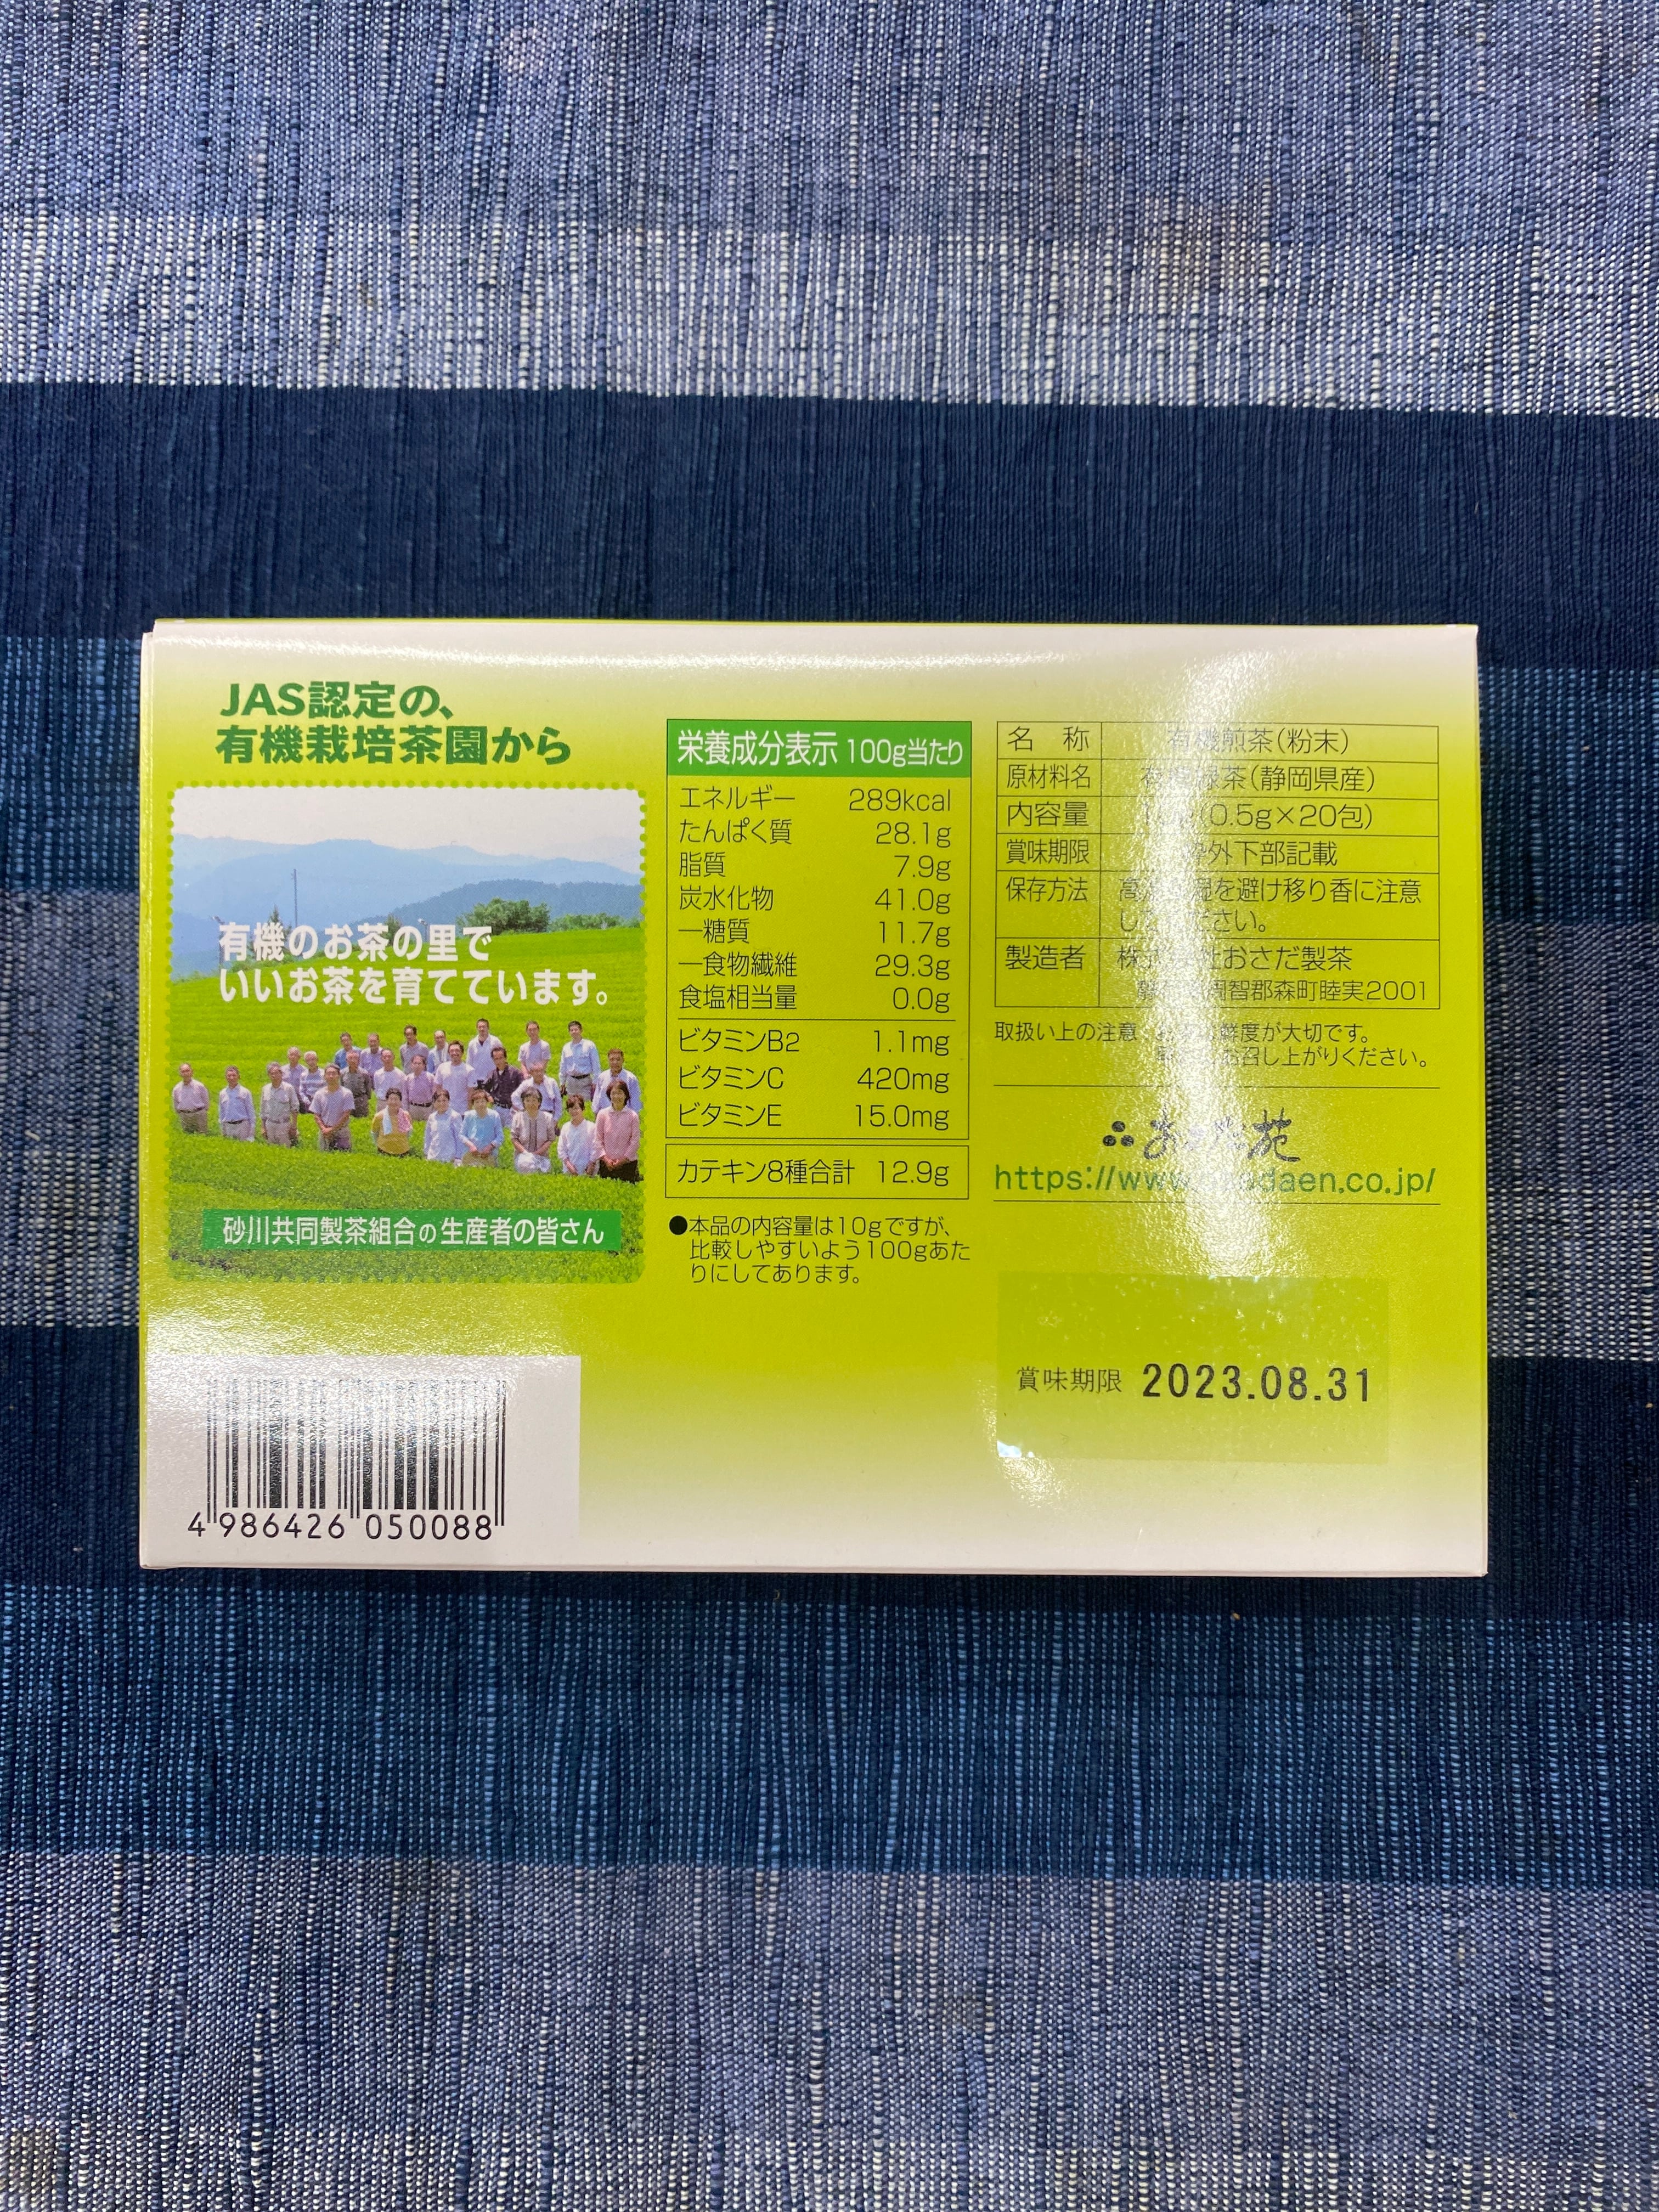 JAS認定の、
有機栽培茶園から
有機のお茶の里で
いいお茶を育てています。
砂川共同製茶組合の生産者の皆さん
4 986426 050088
栄養成分表示 100g当たり
エネルギー 289kcal
たんぱく質 28.1g
脂質 7.9g
炭水化物 41.0g
―糖質 11.7g
―食物繊維 29.3g
食塩相当量 0.0g
ビタミンB2 1.1mg
ビタミンC 420mg
ビタミンE 15.0mg
カテキン8種合計 12.9g
●本品の内容量は10gですが、
比較しやすいよう100gあた
りにしてあります。
名 称 有機煎茶(粉末)
原材料名 有機緑茶(静岡県産)
内容量 (0.5g×20包)
賞味期限 枠外下部記載
保存方法 を避け移り香に注意
ください。
製造者 株式会社おさだ製茶
周智郡森町睦実2001
取扱い上の注意 鮮度が大切です。
お召し上がりください。
https://www.osadaen.co.jp/
賞味期限 2023.08.31